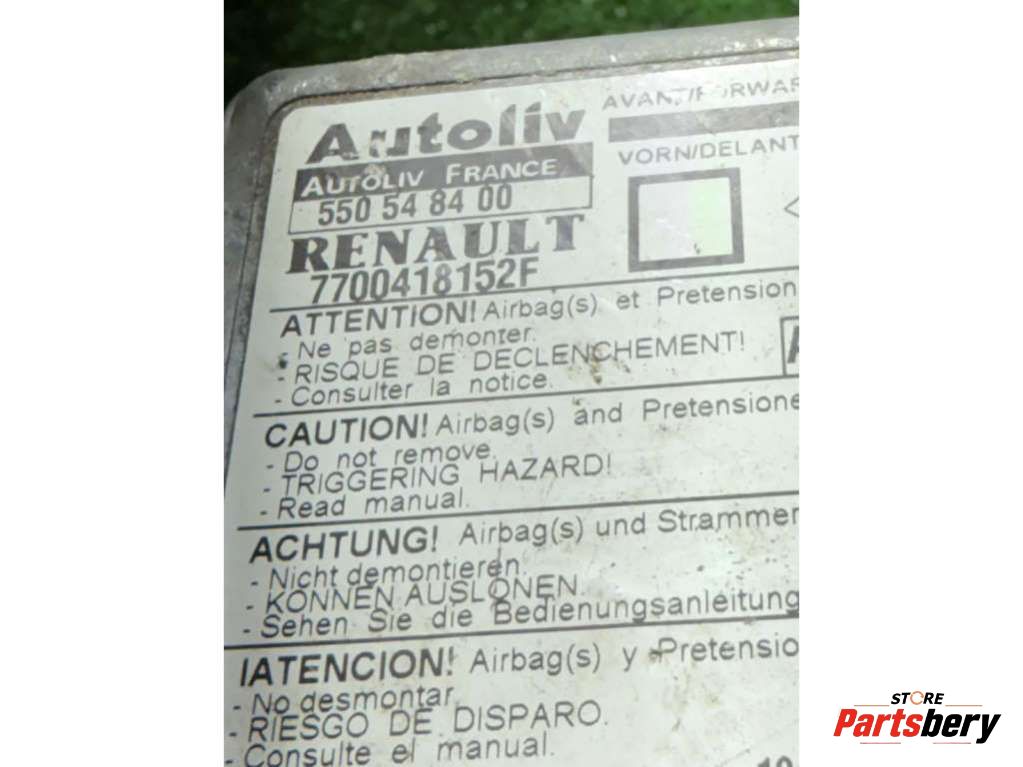 Autoliv
AVANT/FORWAR
AUTOLIV FRANCE
VORN/DELANT
550 54 84 00
RENAULT
7700418152F
ATTENTION! Airbag(s) et Pretension
- Ne pas demonter.
- RISQUE DE DECLENCHEMENT!
- Consulter la notice.
CAUTION! Airbag(s) and Pretensione
- Do not remove.
- TRIGGERING HAZARD!
- Read manual.
ACHTUNG! Airbag(s) und Strammer
- Nicht demontieren.
- KONNEN AUSLONEN.
- Sehen Sie die Bedienungsanleitung
IATENCION! Airbag(s) y Pretensio
- No desmontar.
- RIESGO DE DISPARO.
- Consulte el manual.
STORE
Partsbery